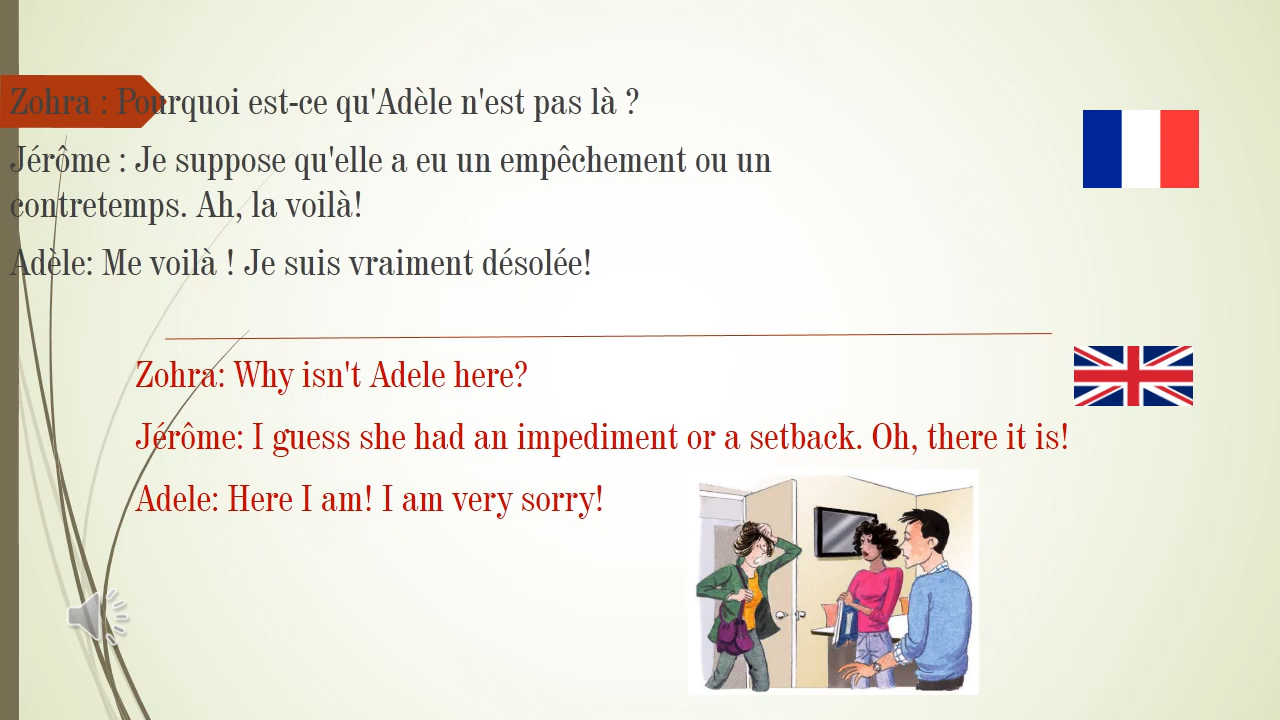 Zohra : Pourquoi est-ce qu'Adèle n'est pas là ?
Jérôme : Je suppose qu'elle a eu un empêchement ou un
contretemps. Ah, la voilà!
Adèle: Me voilà ! Je suis vraiment désolée!
Zohra: Why isn't Adele here?
Jérôme: I guess she had an impediment or a setback. Oh, there it is!
Adele: Here I am! I am very sorry!